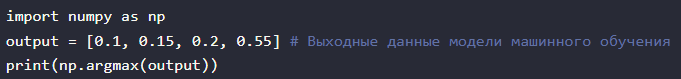 import numpy as np
output = [0.1, 0.15, 0.2, 0.55] # Выходные данные модели машинного обучения
print(np.argmax(output))